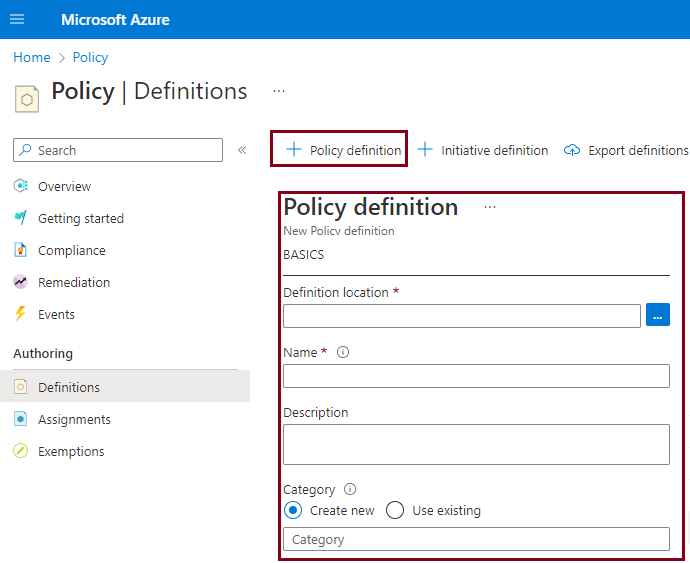 Microsoft Azure
Home > Policy
Policy | Definitions ...
Search «
Policy definition Initiative definition Export definitions
Overview
Getting started
Compliance
Remediation
Events
Authoring
Definitions
Assignments
Exemptions
Policy definition ...
New Policy definition
BASICS
Definition location *
...
Name *
Description
Category
Create new Use existing
Category